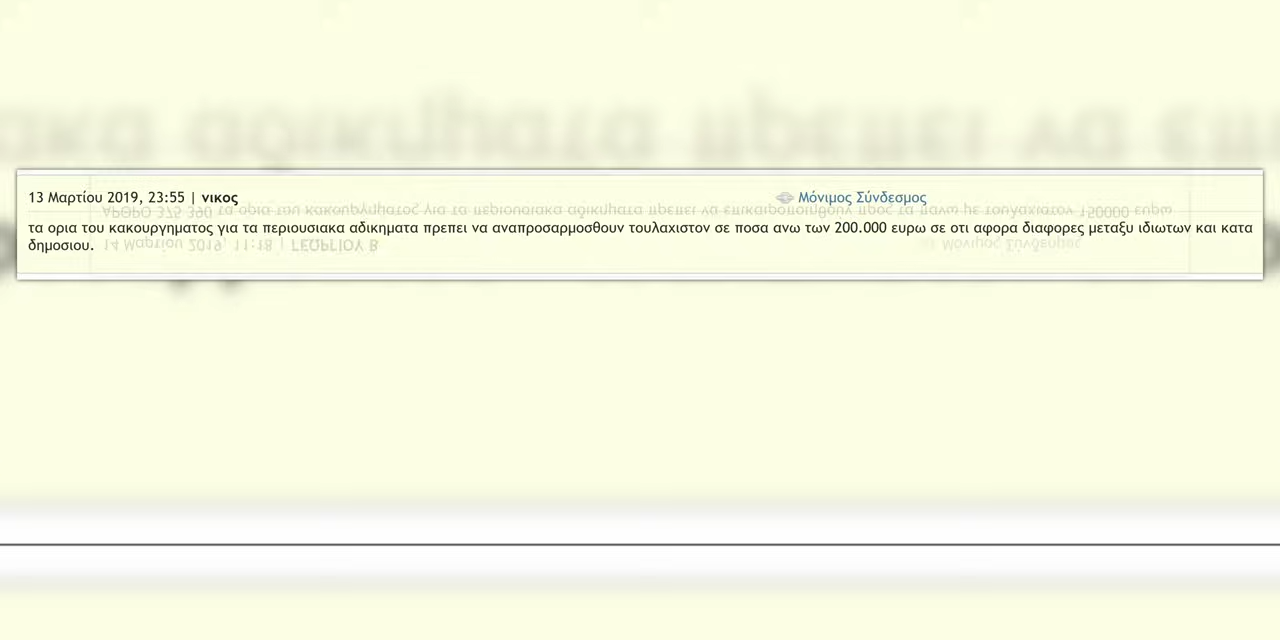 13 Μαρτίου 2019, 23:55 | νικος Μόνιμος Σύνδεσμος
τα ορια του κακουργηματος για τα περιουσιακα αδικηματα πρεπει να αναπροσαρμοσθουν τουλαχιστον σε ποσα ανω των 200.000 ευρω σε οτι αφορα διαφορες μεταξυ ιδιωτων και κατα
δημοσιου.